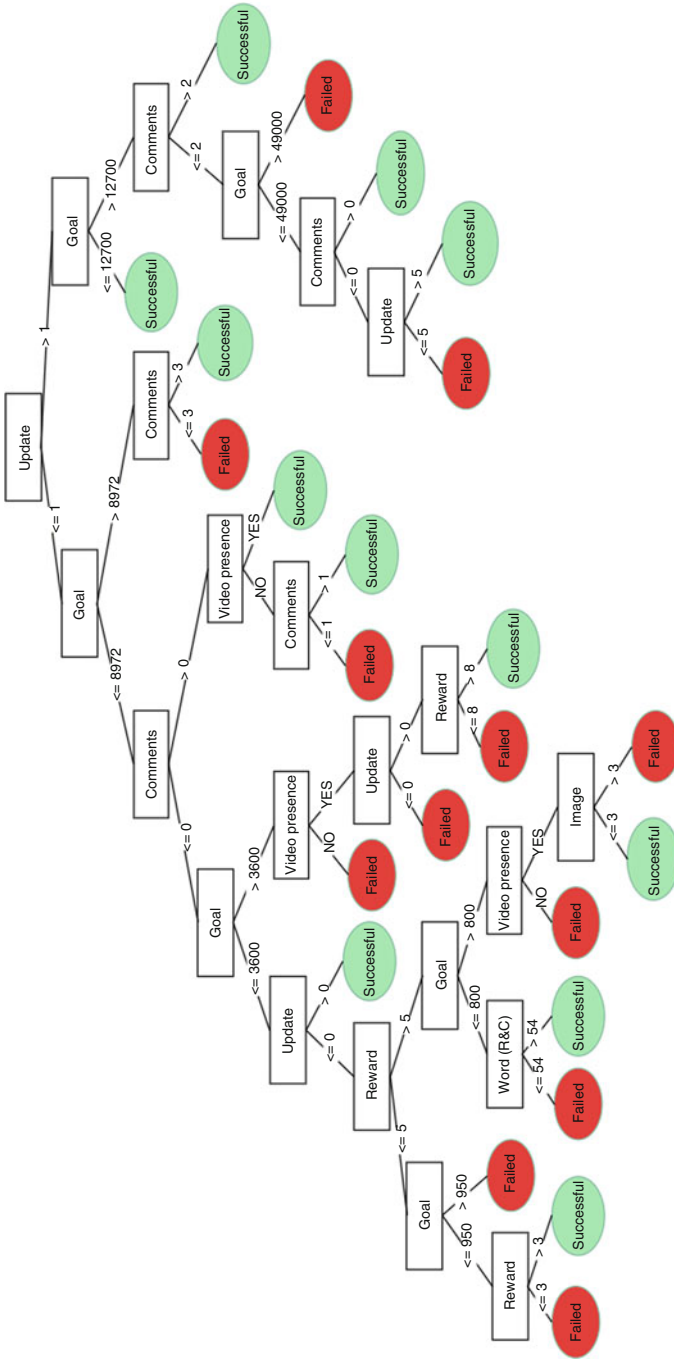 Update
<= 1
> 1
Goal
Goal
<= 8972
> 8972
<= 12700
> 12700
Comments
Comments
Successful
Comments
<=0
> 0
<= 3
> 3
<=2
> 2
Goal
Video presence
Failed
Successful
Goal
Successful
<=3600
>3600
NO
YES
<= 49000
> 49000
Update
Video presence
Comments
Successful
Comments
Failed
<=0
> 0
NO
YES
<=1
> 1
<=0
> 0
Reward
Successful
Failed
Update
Failed
Successful
Update
Successful
<= 5
> 5
<=0
> 0
<= 5
> 5
Goal
Goal
Failed
Reward
Failed
Successful
<=950
> 950
<=800
> 800
<=8
> 8
Reward
Failed
Word (R&C)
Video presence
Failed
Successful
<=3
> 3
<=54
>54
NO
YES
Failed
Successful
Failed
Successful
Failed
Image
<=3
> 3
Successful
Failed